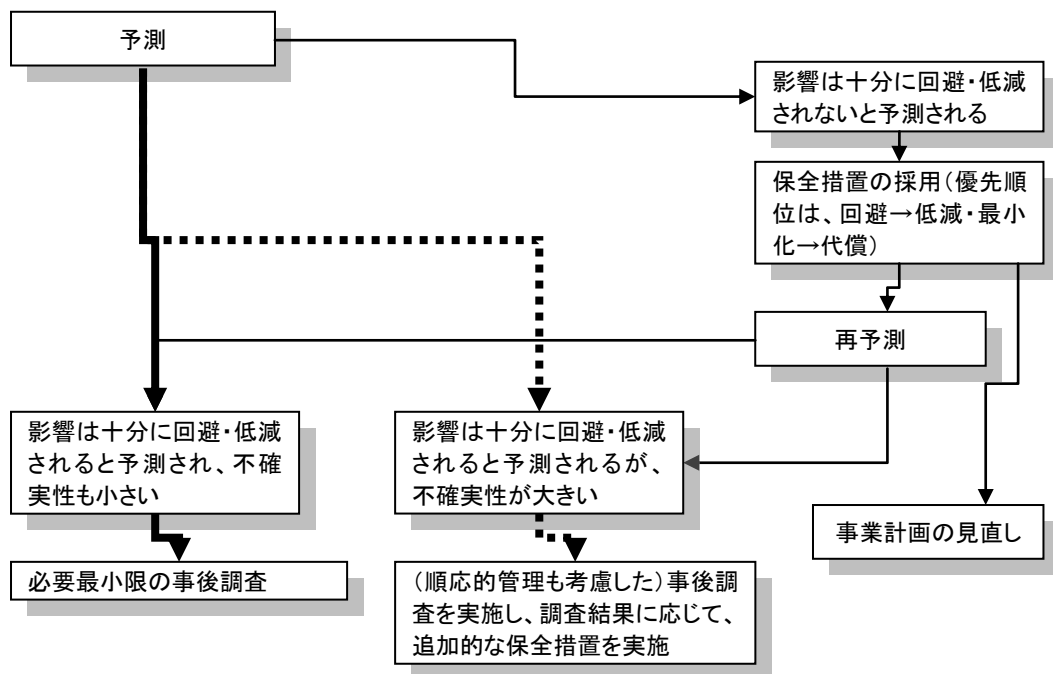 予測
影響は十分に回避・低減
されないと予測される
保全措置の採用(優先順
位は、回避→低減・最小
化→代償)
再予測
影響は十分に回避・低減
されると予測され、不確
実性も小さい
影響は十分に回避・低減
されると予測されるが、
不確実性が大きい
事業計画の見直し
必要最小限の事後調査
(順応的管理も考慮した)事後調
査を実施し、調査結果に応じて、
追加的な保全措置を実施